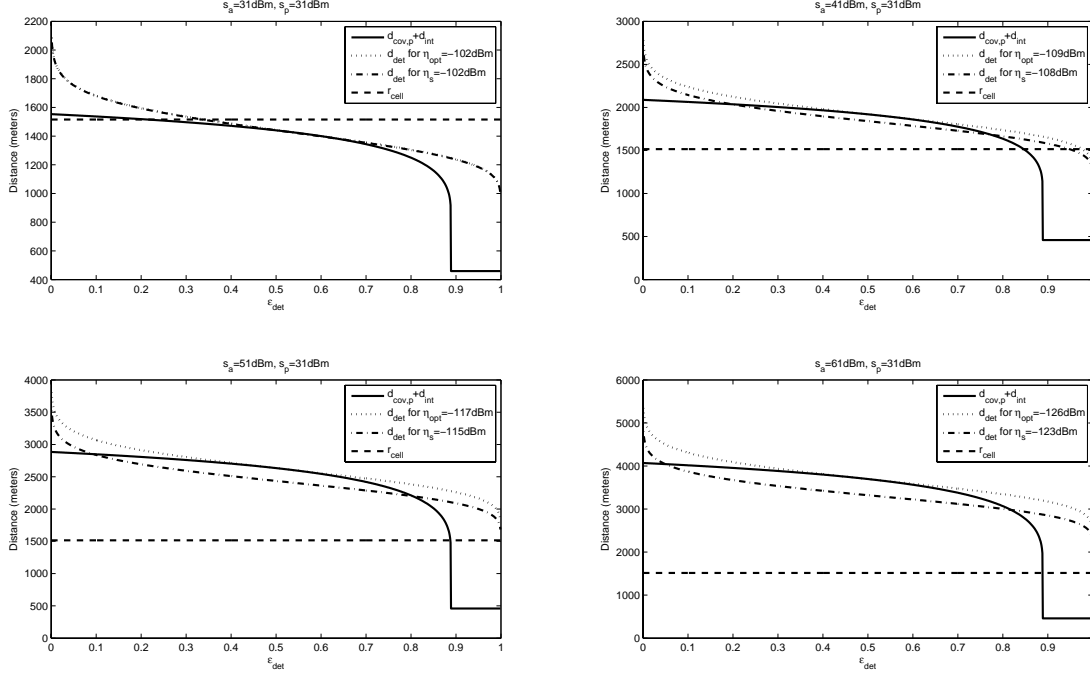 s_a=31dBm, s_p=31dBm
2200
2000
1800
1600
1400
1200
1000
800
600
400
Distance (meters)
d_cov,p+d_int
d_det for η_opt=−102dBm
d_det for η_s=−102dBm
r_cell
0 0.1 0.2 0.3 0.4 0.5 0.6 0.7 0.8 0.9 1
ε_det
s_a=41dBm, s_p=31dBm
3000
2500
2000
1500
1000
500
0
Distance (meters)
d_cov,p+d_int
d_det for η_opt=−109dBm
d_det for η_s=−108dBm
r_cell
0 0.1 0.2 0.3 0.4 0.5 0.6 0.7 0.8 0.9
ε_det
s_a=51dBm, s_p=31dBm
4000
3500
3000
2500
2000
1500
1000
500
0
Distance (meters)
d_cov,p+d_int
d_det for η_opt=−117dBm
d_det for η_s=−115dBm
r_cell
0 0.1 0.2 0.3 0.4 0.5 0.6 0.7 0.8 0.9 1
ε_det
s_a=61dBm, s_p=31dBm
6000
5000
4000
3000
2000
1000
0
Distance (meters)
d_cov,p+d_int
d_det for η_opt=−126dBm
d_det for η_s=−123dBm
r_cell
0 0.1 0.2 0.3 0.4 0.5 0.6 0.7 0.8 0.9
ε_det